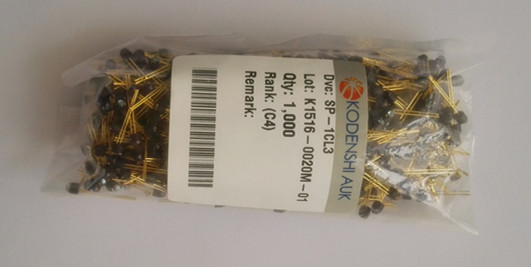 KODENSHI AUK
Dvc: SP-1CL3
Lot: K1516-0020M-01
Qty: 1,000
Rank: (C4)
Remark: